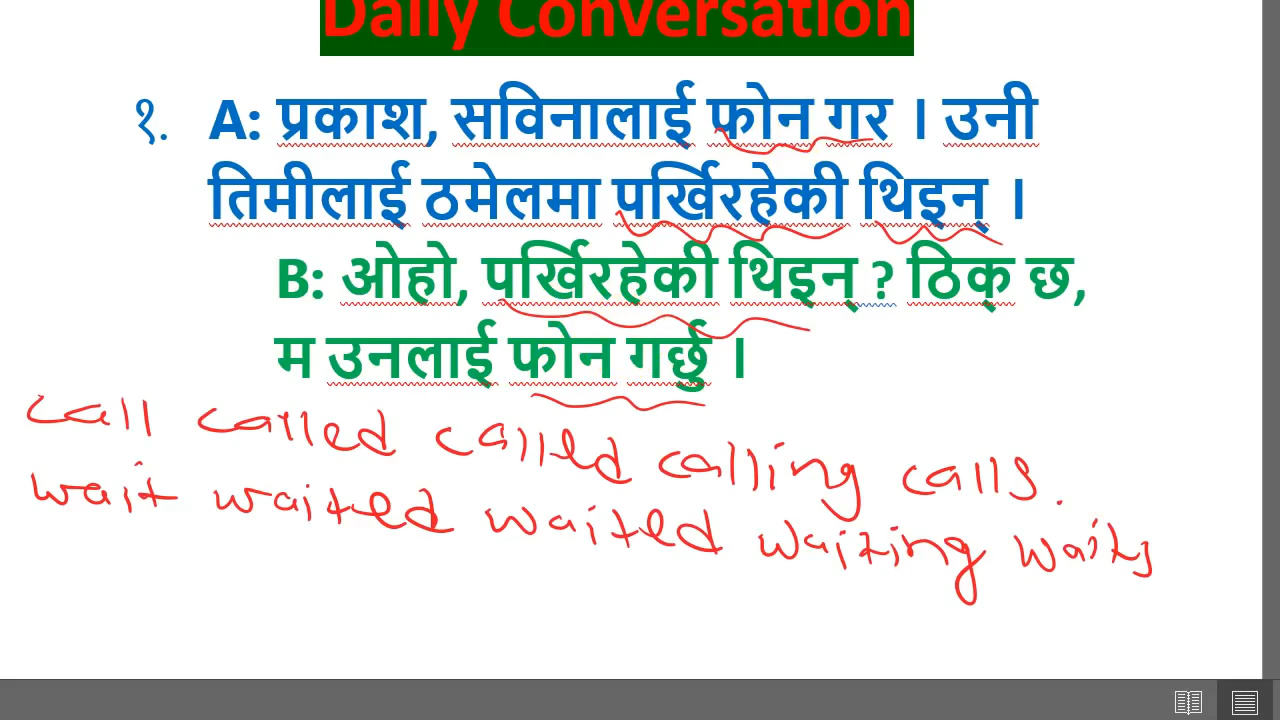 Daily Conversation
१. A: प्रकाश, सविनालाई फोन गर । उनी
तिमीलाई ठमेलमा पर्खिरहेकी थिइन् ।
B: ओहो, पर्खिरहेकी थिइन् ? ठिक् छ,
म उनलाई फोन गर्छु ।
call called called calling calls.
wait waited waited waiting waits